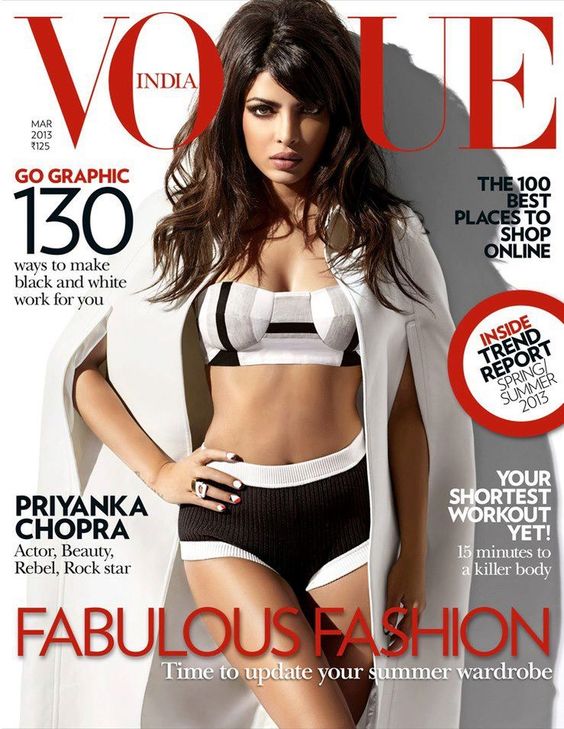 VOGUE
INDIA
MAR
2013
₹125
GO GRAPHIC
130
ways to make
black and white
work for you
THE 100
BEST
PLACES TO
SHOP
ONLINE
INSIDE
TREND
REPORT
SPRING/
SUMMER
2013
PRIYANKA
CHOPRA
Actor, Beauty,
Rebel, Rock star
YOUR
SHORTEST
WORKOUT
YET!
15 minutes to
a killer body
FABULOUS FASHION
Time to update your summer wardrobe